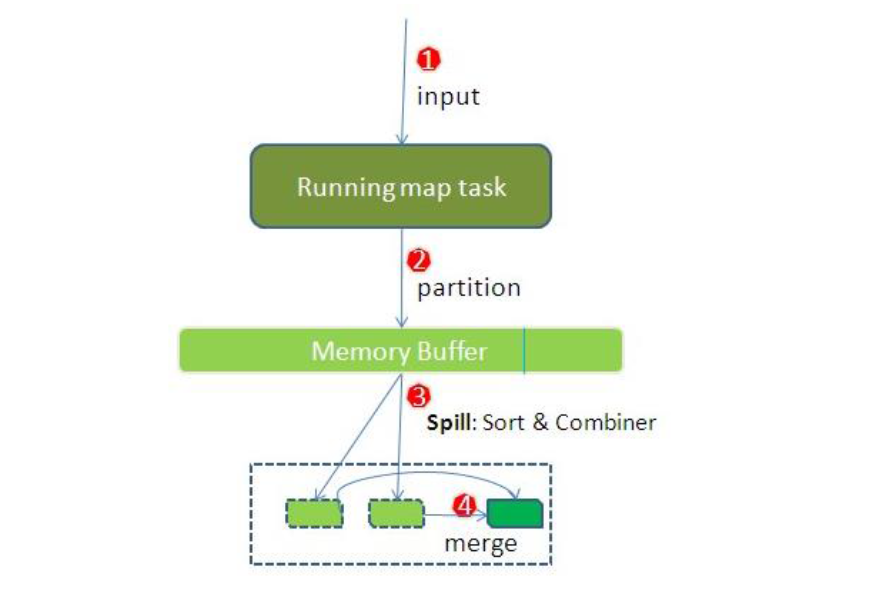 1
input
Running map task
2
partition
Memory Buffer
3
Spill: Sort & Combiner
4
merge